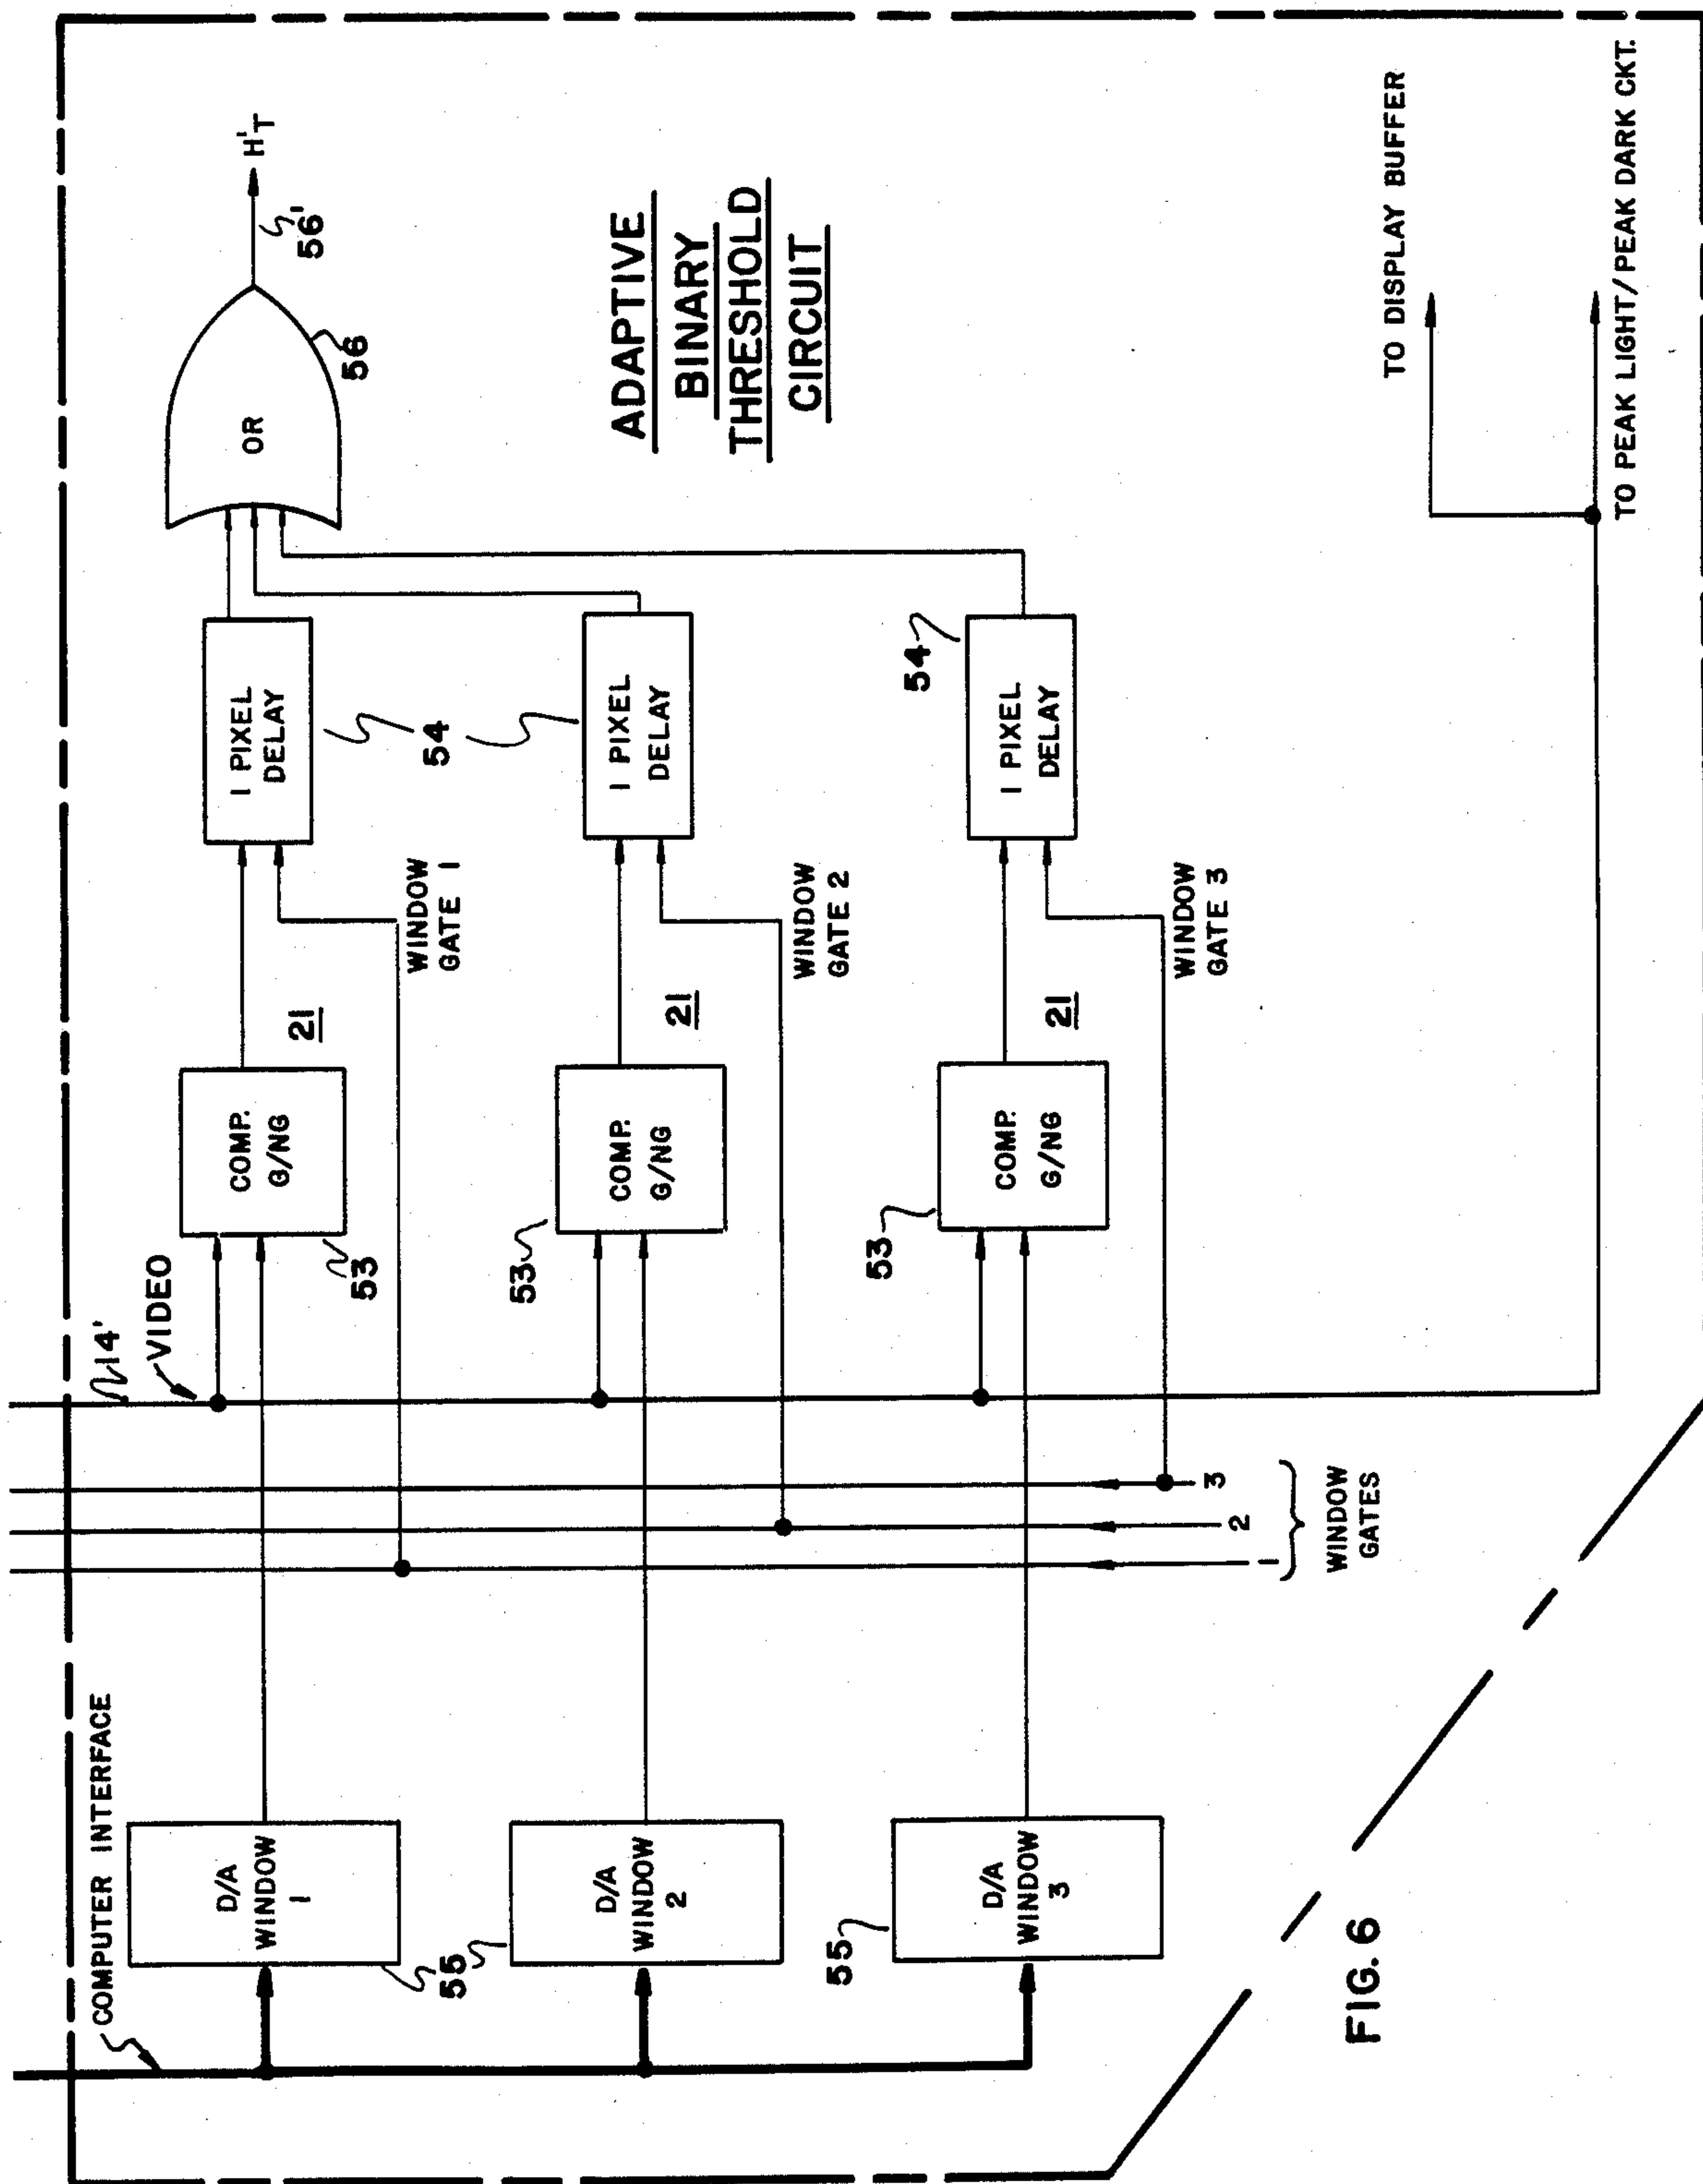 COMPUTER INTERFACE
14'
VIDEO
D/A
WINDOW
1
55
COMP.
G/NG
53
21
1 PIXEL
DELAY
54
WINDOW
GATE 1
OR
56
56'
H'T
D/A
WINDOW
2
COMP.
G/NG
53
21
1 PIXEL
DELAY
WINDOW
GATE 2
ADAPTIVE
BINARY
THRESHOLD
CIRCUIT
D/A
WINDOW
3
55
COMP.
G/NG
53
21
1 PIXEL
DELAY
54
WINDOW
GATE 3
3
2
1
WINDOW
GATES
TO DISPLAY BUFFER
TO PEAK LIGHT/PEAK DARK CKT.
FIG. 6